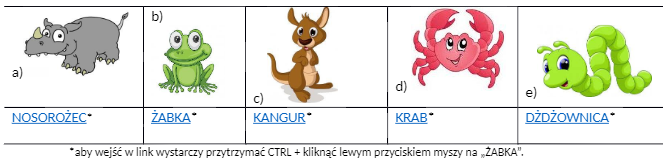 a) b) c) d) e)
NOSOROŻEC* ŻABKA* KANGUR* KRAB* DŻDŻOWNICA*
*aby wejść w link wystarczy przytrzymać CTRL + kliknąć lewym przyciskiem myszy na „ŻABKA”.